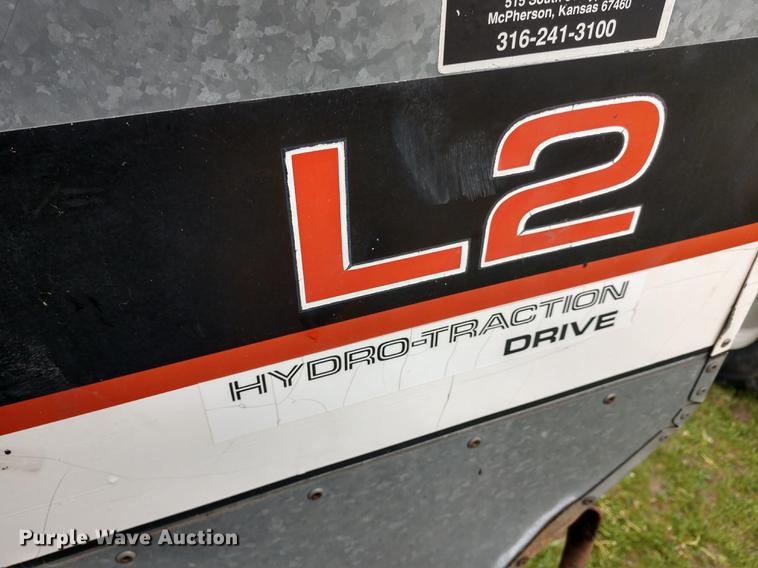 McPherson, Kansas 67460
316-241-3100
L2
HYDRO-TRACTION
DRIVE
Purple Wave Auction